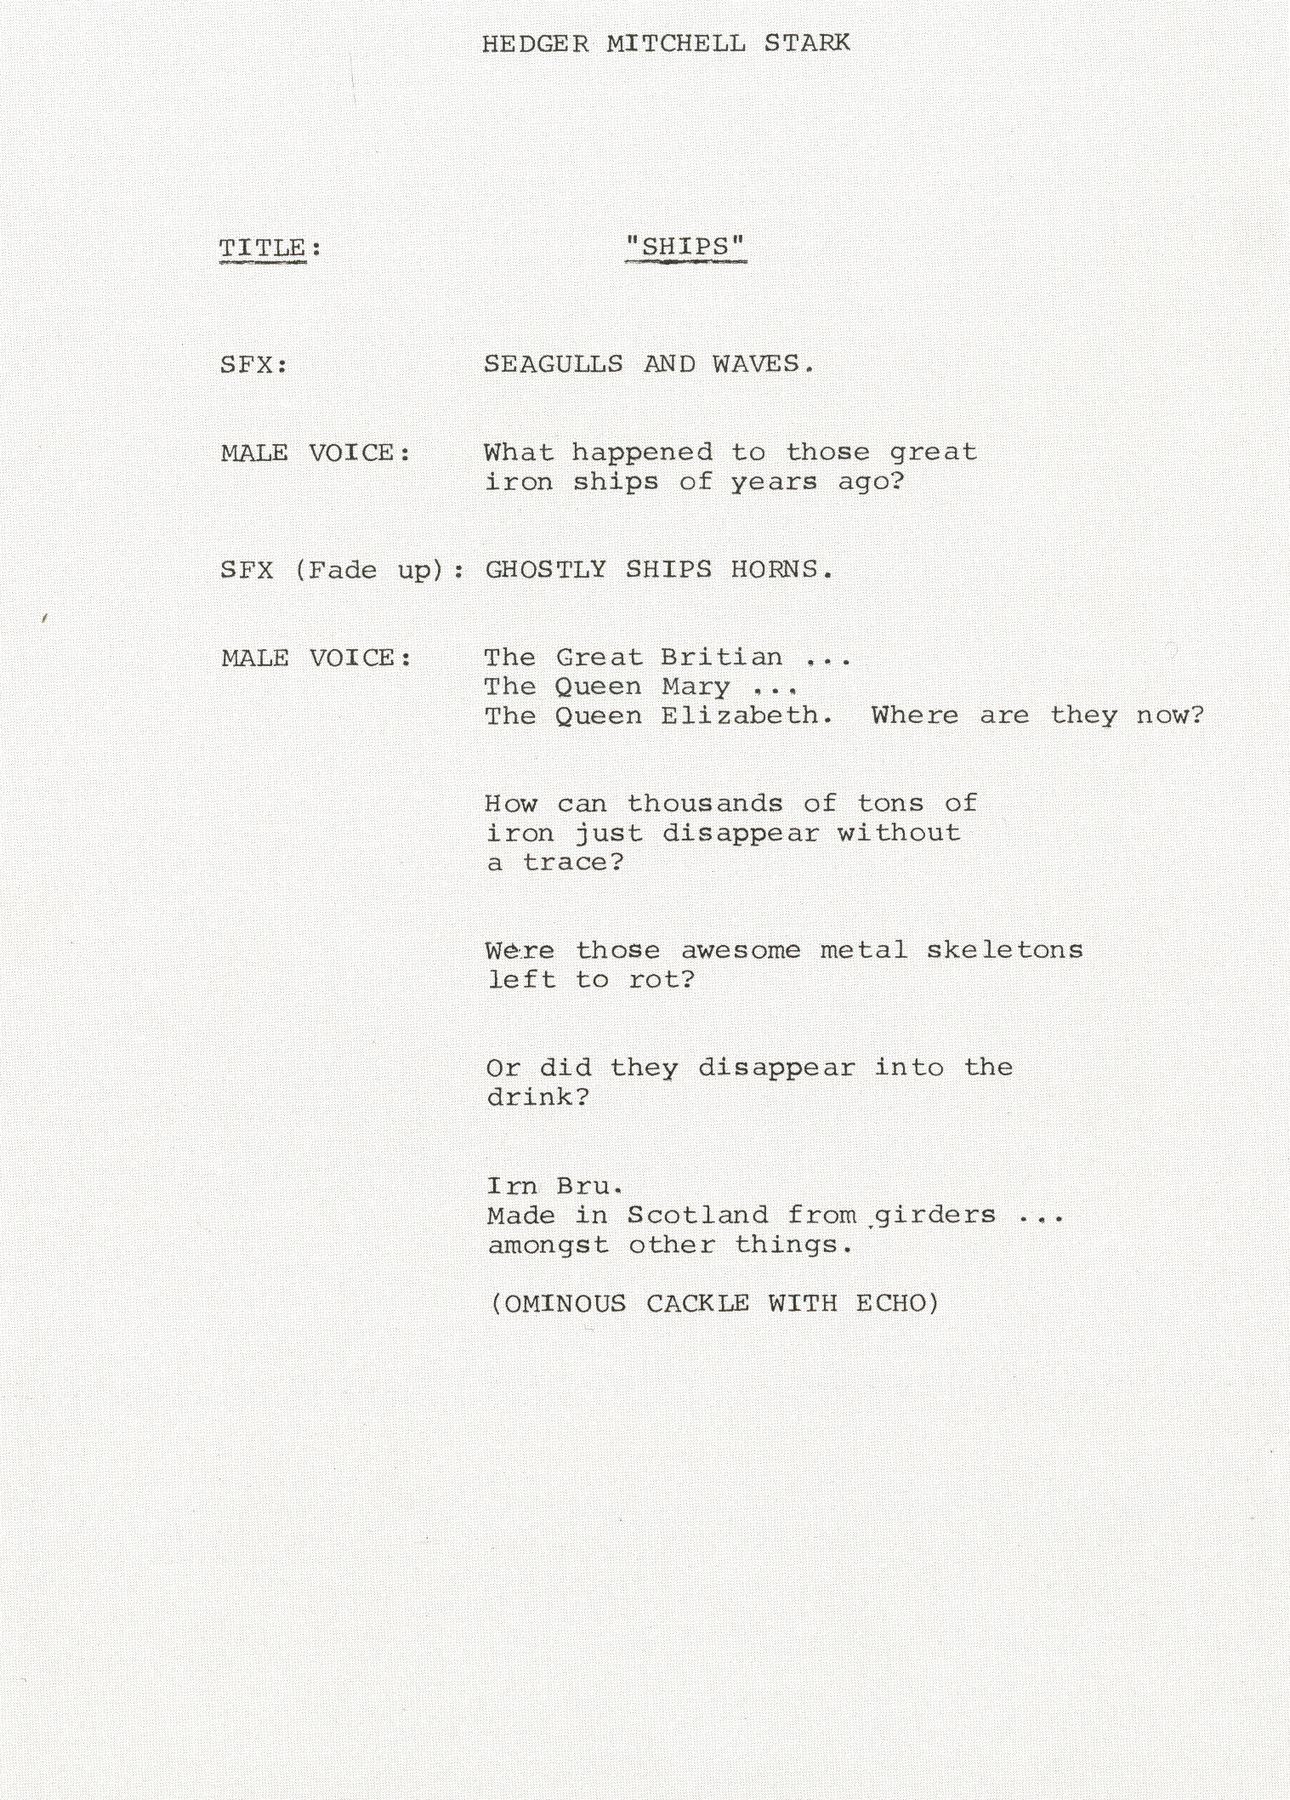 HEDGER MITCHELL STARK
TITLE: "SHIPS"
SFX: SEAGULLS AND WAVES.
MALE VOICE: What happened to those great
iron ships of years ago?
SFX (Fade up): GHOSTLY SHIPS HORNS.
MALE VOICE: The Great Britian ...
The Queen Mary ...
The Queen Elizabeth. Where are they now?
How can thousands of tons of
iron just disappear without
a trace?
Were those awesome metal skeletons
left to rot?
Or did they disappear into the
drink?
Irn Bru.
Made in Scotland from girders ...
amongst other things.
(OMINOUS CACKLE WITH ECHO)